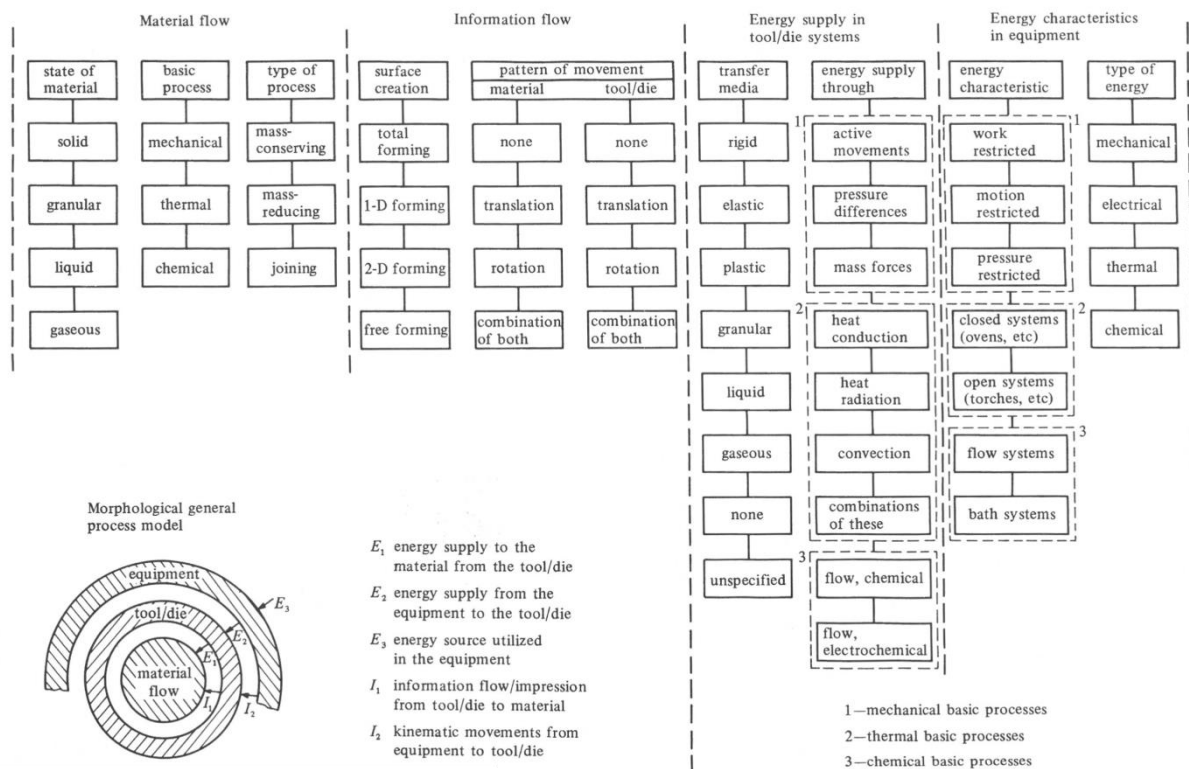 Material flow
Information flow
Energy supply in
tool/die systems
Energy characteristics
in equipment
state of
material
solid
granular
liquid
gaseous
basic
process
mechanical
thermal
chemical
type of
process
mass-
conserving
mass-
reducing
joining
surface
creation
total
forming
1-D forming
2-D forming
free forming
pattern of movement
material
tool/die
none
translation
rotation
combination
of both
none
translation
rotation
combination
of both
transfer
media
rigid
elastic
plastic
granular
liquid
gaseous
none
unspecified
energy supply
through
1
active
movements
pressure
differences
mass forces
2
heat
conduction
heat
radiation
convection
combinations
of these
3
flow, chemical
flow,
electrochemical
energy
characteristic
1
work
restricted
motion
restricted
pressure
restricted
2
closed systems
(ovens, etc)
open systems
(torches, etc)
3
flow systems
bath systems
type of
energy
mechanical
electrical
thermal
chemical
Morphological general
process model
equipment
tool/die
material
flow
E₁
E₂
E₃
I₁
I₂
E₁ energy supply to the
material from the tool/die
E₂ energy supply from the
equipment to the tool/die
E₃ energy source utilized
in the equipment
I₁ information flow/impression
from tool/die to material
I₂ kinematic movements from
equipment to tool/die
1—mechanical basic processes
2—thermal basic processes
3—chemical basic processes